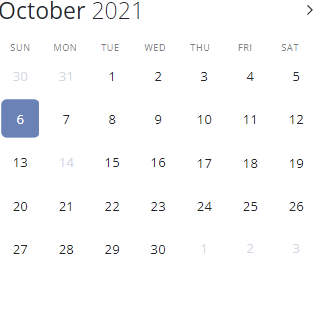 October 2021
SUN MON TUE WED THU FRI SAT
30 31 1 2 3 4 5
6 7 8 9 10 11 12
13 14 15 16 17 18 19
20 21 22 23 24 25 26
27 28 29 30 1 2 3